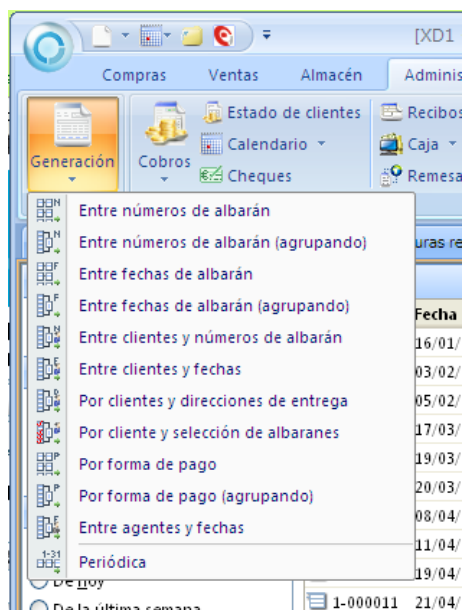 [XD1
Compras Ventas Almacén Adminis
Generación
Cobros
Estado de clientes
Calendario
Cheques
Recibos
Caja
Remesa
Entre números de albarán
Entre números de albarán (agrupando)
Entre fechas de albarán
Entre fechas de albarán (agrupando)
Entre clientes y números de albarán
Entre clientes y fechas
Por clientes y direcciones de entrega
Por cliente y selección de albaranes
Por forma de pago
Por forma de pago (agrupando)
Entre agentes y fechas
1-31
Periódica
uras re
Fecha
16/01/
03/02/
05/02/
17/03/
19/03/
20/03/
08/04/
11/04/
19/04/
De hoy
De la última semana
1-000011 21/04/